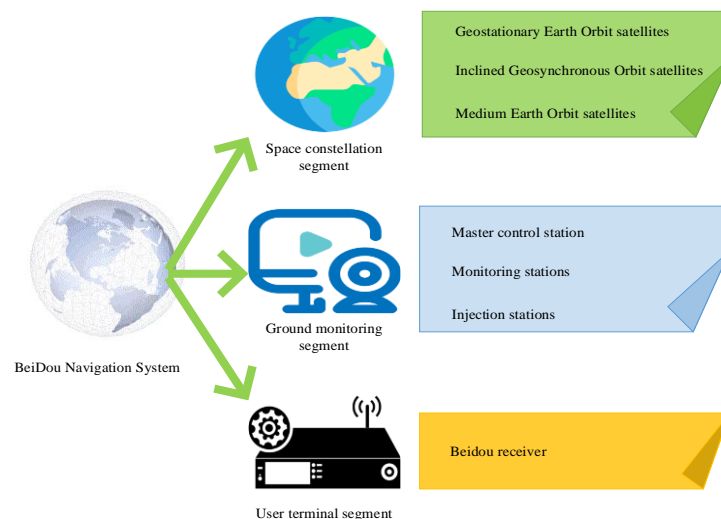 Geostationary Earth Orbit satellites
Inclined Geosynchronous Orbit satellites
Medium Earth Orbit satellites
Space constellation
segment
Master control station
Monitoring stations
Injection stations
Ground monitoring
segment
BeiDou Navigation System
Beidou receiver
User terminal segment